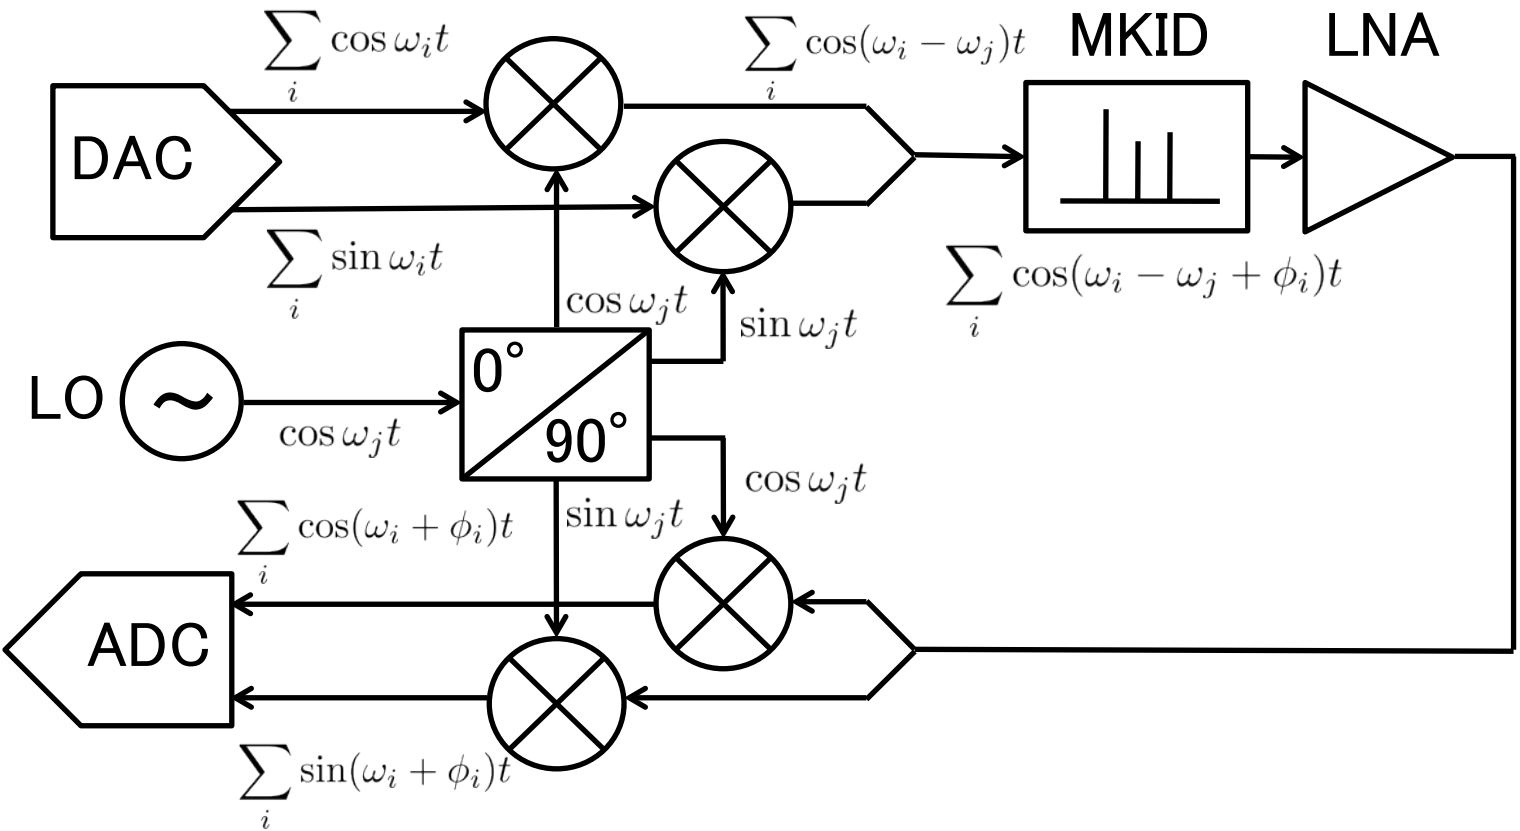 ∑_i cos ω_i t
∑_i cos(ω_i − ω_j)t
MKID
LNA
DAC
∑_i sin ω_i t
cos ω_j t
sin ω_j t
∑_i cos(ω_i − ω_j + φ_i)t
LO
cos ω_j t
0°
90°
cos ω_j t
sin ω_j t
∑_i cos(ω_i + φ_i)t
ADC
∑_i sin(ω_i + φ_i)t